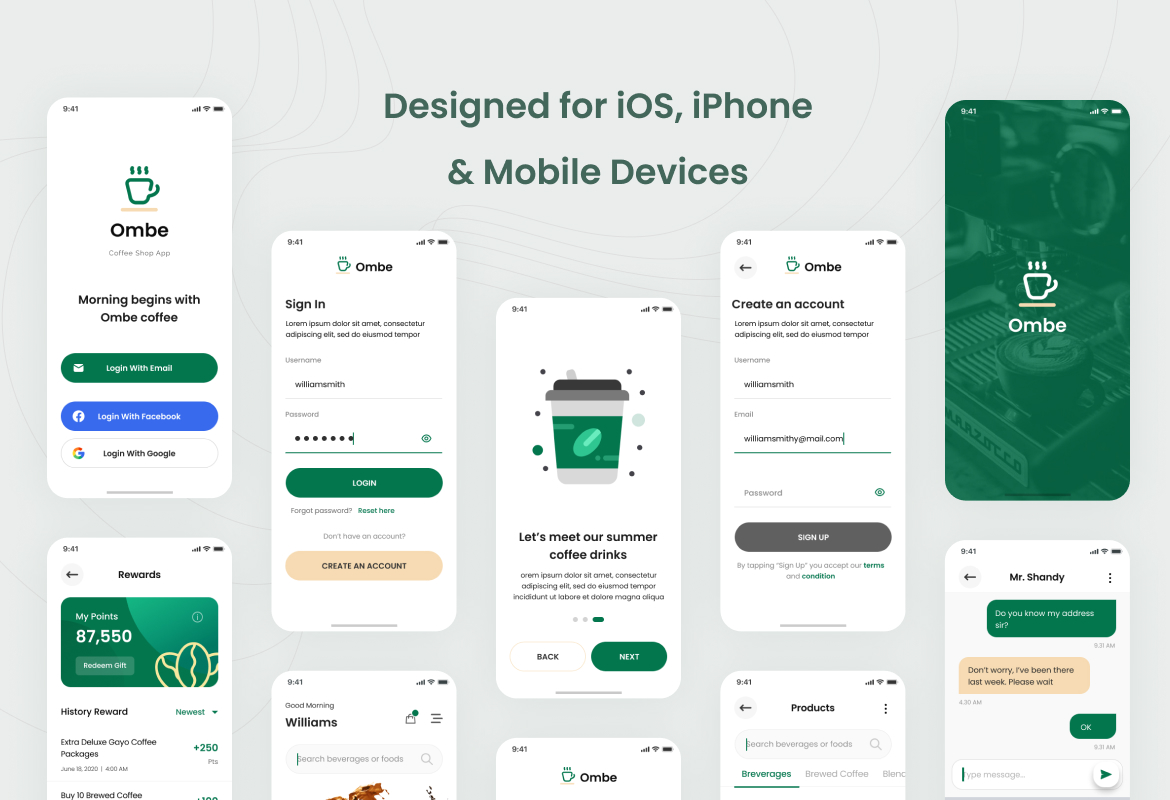 Designed for iOS, iPhone
& Mobile Devices
9:41
Ombe
Coffee Shop App
Morning begins with
Ombe coffee
Login With Email
Login With Facebook
Login With Google
9:41
Rewards
My Points
87,550
Redeem Gift
History Reward
Newest
Extra Deluxe Gayo Coffee
Packages
+250
Pts
June 18, 2020 | 4:00 AM
Buy 10 Brewed Coffee
9:41
Ombe
Sign In
Lorem ipsum dolor sit amet, consectetur
adipiscing elit, sed do eiusmod tempor
Username
williamsmith
Password
LOGIN
Forgot password? Reset here
Don't have an account?
CREATE AN ACCOUNT
9:41
Good Morning
Williams
Search beverages or foods
9:41
Let's meet our summer
coffee drinks
orem ipsum dolor sit amet, consectetur
adipiscing elit, sed do eiusmod tempor
incididunt ut labore et dolore magna aliqua
BACK
NEXT
9:41
Ombe
9:41
Ombe
Create an account
Lorem ipsum dolor sit amet, consectetur
adipiscing elit, sed do eiusmod tempor
Username
williamsmith
Email
williamsmithy@mail.com
Password
SIGN UP
By tapping “Sign Up” you accept our terms
and condition
9:41
Products
Search beverages or foods
Breverages
Brewed Coffee
Blend
9:41
Ombe
9:41
Mr. Shandy
Do you know my address
sir?
9.31 AM
Don't worry, I've been there
last week. Please wait
4.30 AM
OK
9.31 AM
Type message...